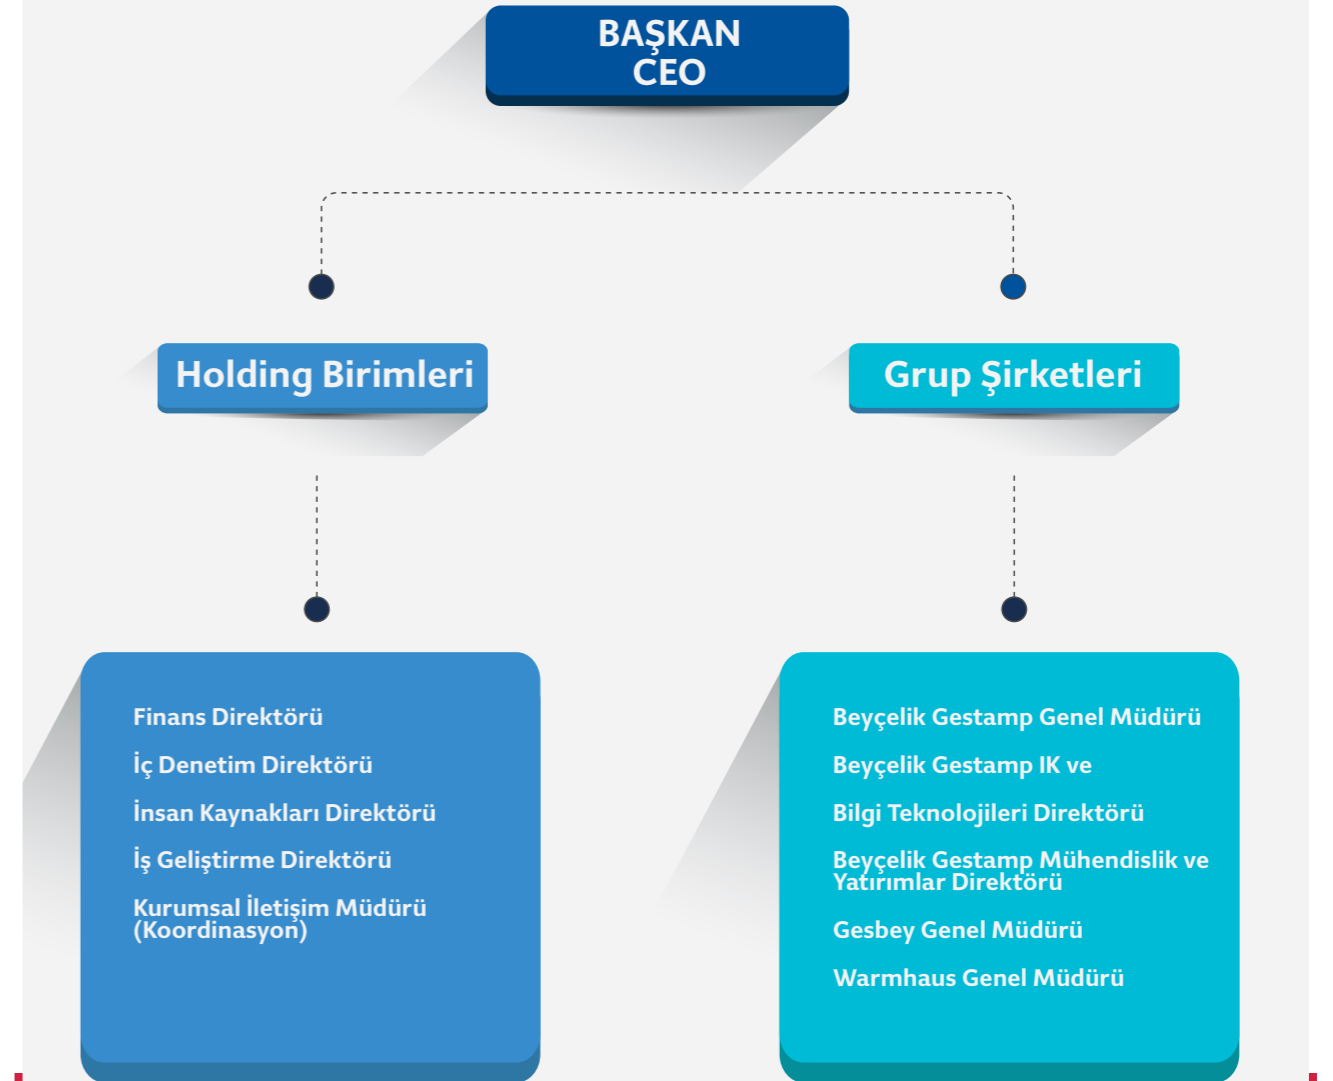 BAŞKAN
CEO
Holding Birimleri
Grup Şirketleri
Finans Direktörü
İç Denetim Direktörü
İnsan Kaynakları Direktörü
İş Geliştirme Direktörü
Kurumsal İletişim Müdürü
(Koordinasyon)
Beyçelik Gestamp Genel Müdürü
Beyçelik Gestamp IK ve
Bilgi Teknolojileri Direktörü
Beyçelik Gestamp Mühendislik ve
Yatırımlar Direktörü
Gesbey Genel Müdürü
Warmhaus Genel Müdürü